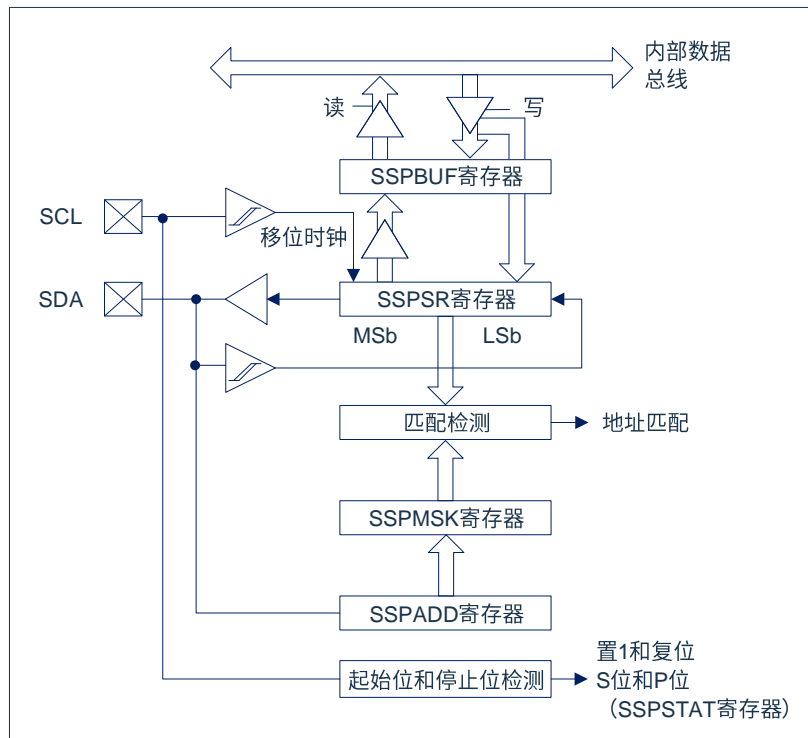 内部数据
总线
读
写
SSPBUF寄存器
SCL
移位时钟
SDA
SSPSR寄存器
MSb
LSb
匹配检测
地址匹配
SSPMSK寄存器
SSPADD寄存器
起始位和停止位检测
置1和复位
S位和P位
（SSPSTAT寄存器）